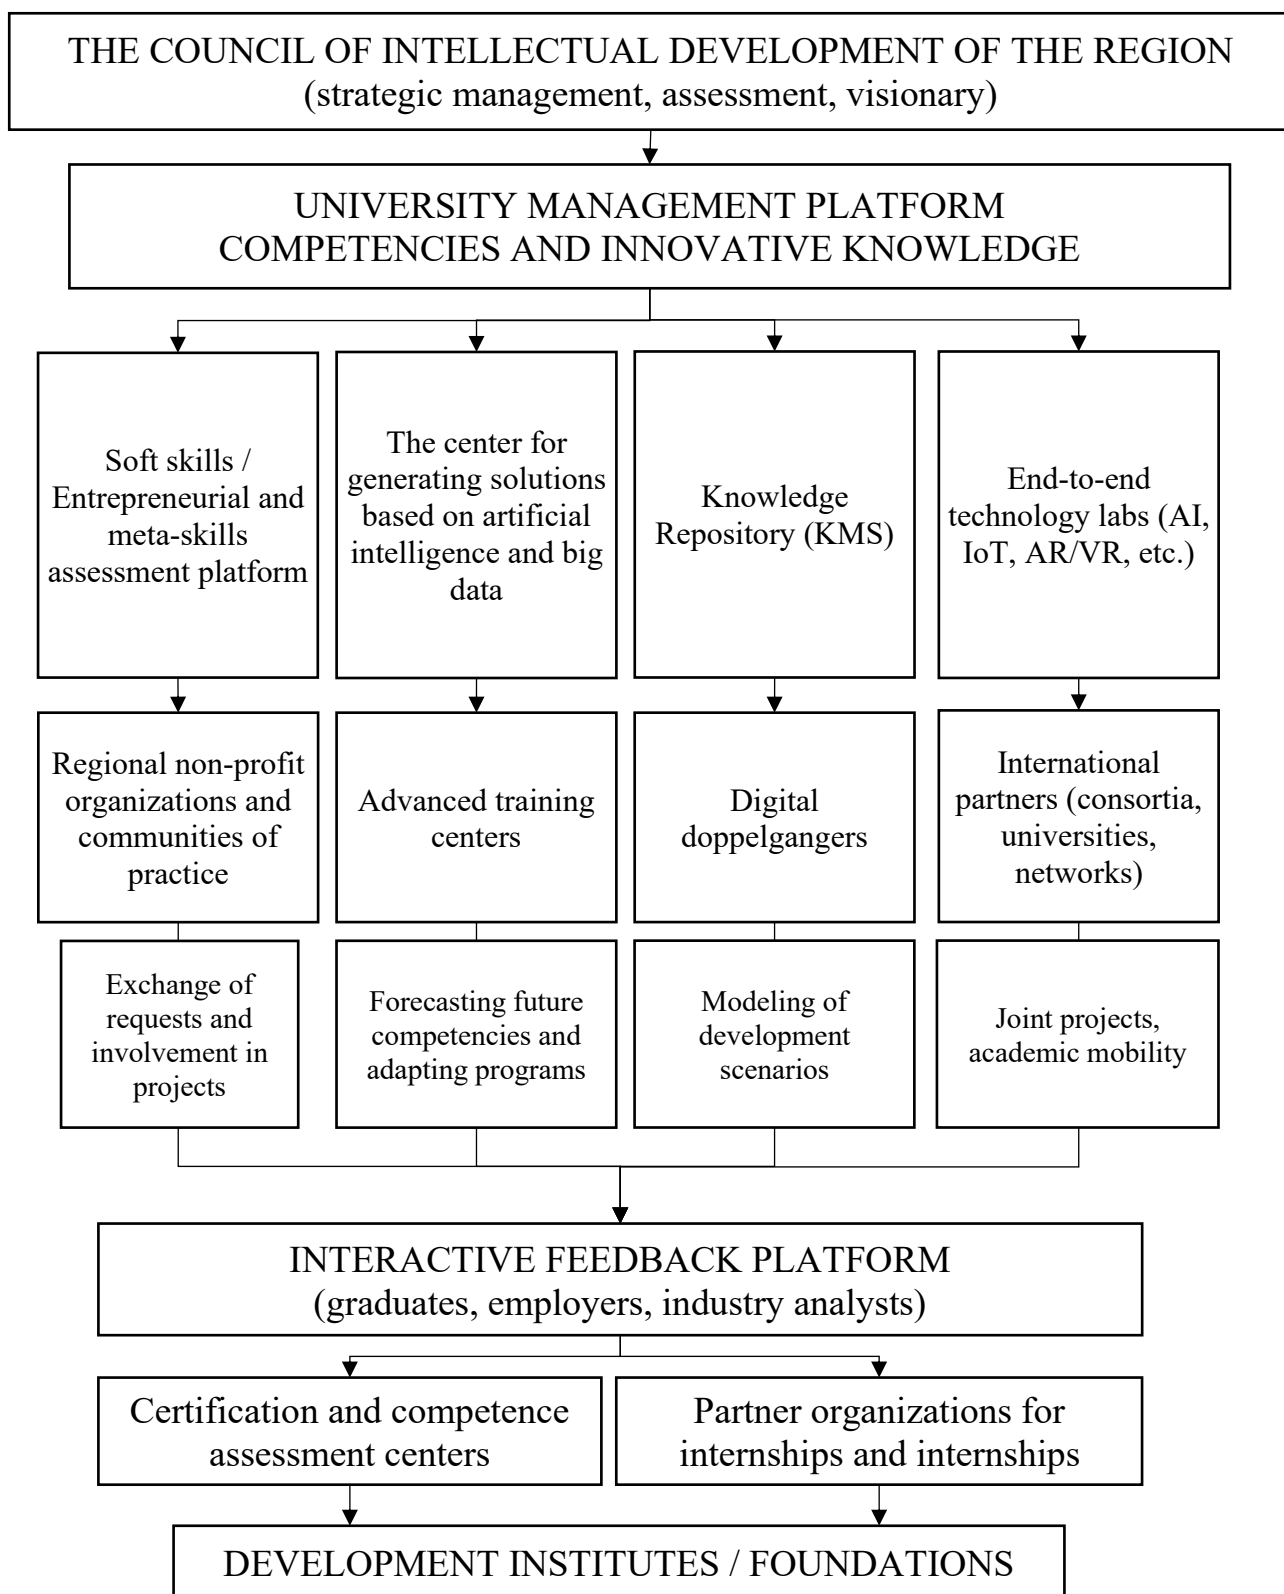 THE COUNCIL OF INTELLECTUAL DEVELOPMENT OF THE REGION
(strategic management, assessment, visionary)
UNIVERSITY MANAGEMENT PLATFORM
COMPETENCIES AND INNOVATIVE KNOWLEDGE
Soft skills /
Entrepreneurial and
meta-skills
assessment platform
The center for
generating solutions
based on artificial
intelligence and big
data
Knowledge
Repository (KMS)
End-to-end
technology labs (AI,
IoT, AR/VR, etc.)
Regional non-profit
organizations and
communities of
practice
Advanced training
centers
Digital
doppelgangers
International
partners (consortia,
universities,
networks)
Exchange of
requests and
involvement in
projects
Forecasting future
competencies and
adapting programs
Modeling of
development
scenarios
Joint projects,
academic mobility
INTERACTIVE FEEDBACK PLATFORM
(graduates, employers, industry analysts)
Certification and competence
assessment centers
Partner organizations for
internships and internships
DEVELOPMENT INSTITUTES / FOUNDATIONS